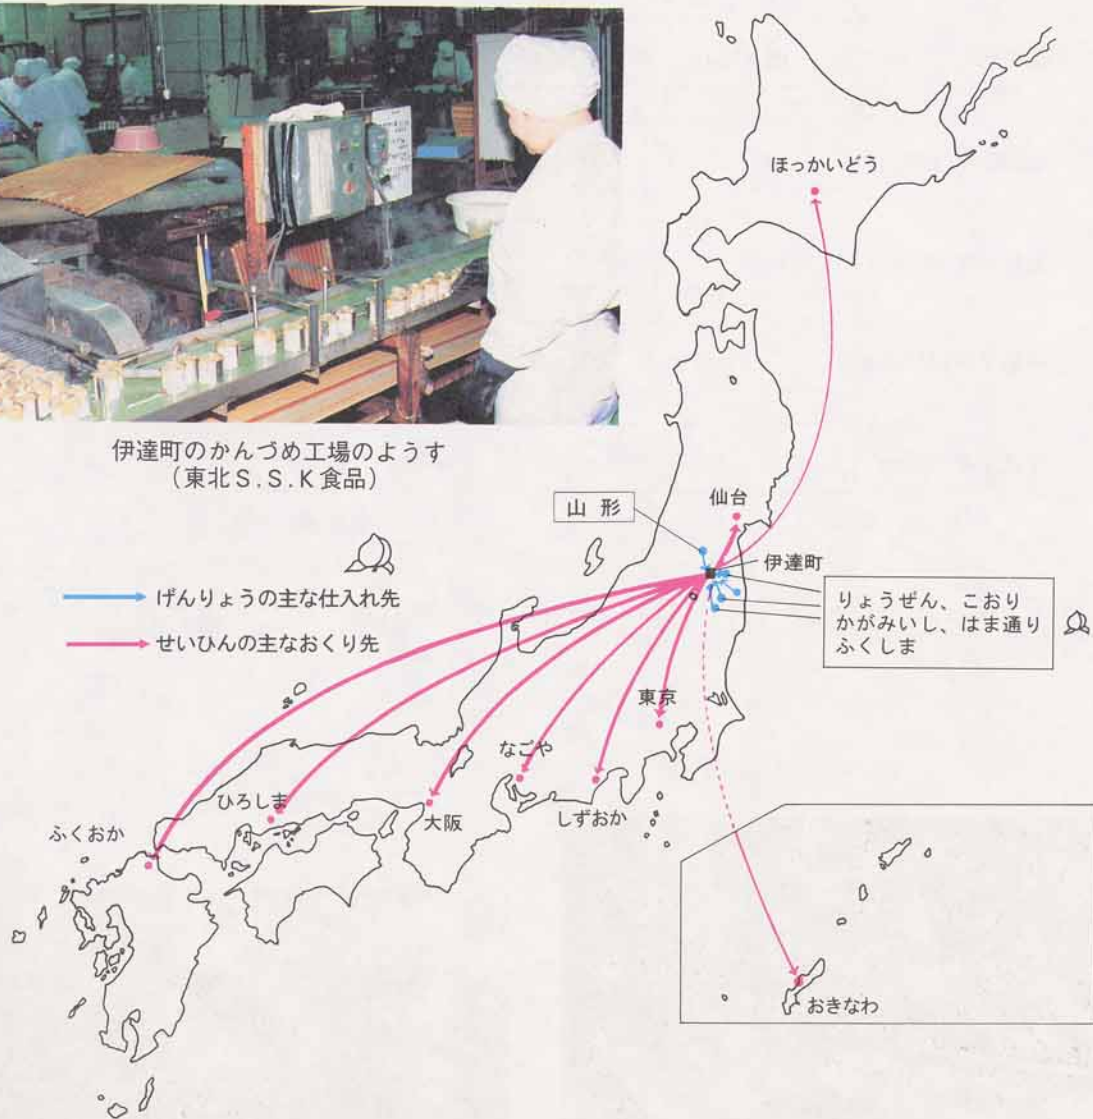 ほっかいどう
伊達町のかんづめ工場のようす
(東北S.S.K食品)
山形
仙台
伊達町
げんりょうの主な仕入れ先
せいひんの主なおくり先
りょうぜん、こおり
かがみいし、はま通り
ふくしま
東京
なごや
ひろしま
大阪
しずおか
ふくおか
おきなわ